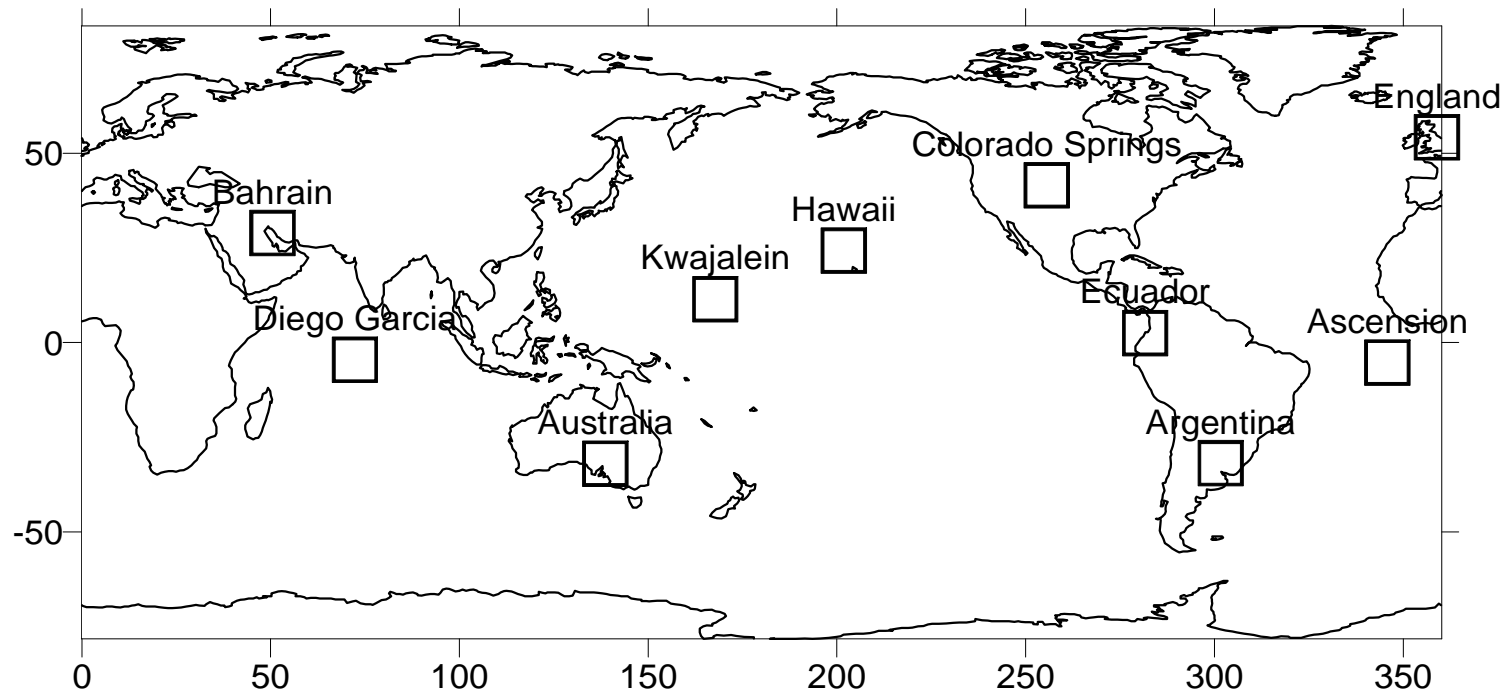 England
Colorado Springs
50
Bahrain
Hawaii
Kwajalein
Ecuador
Diego Garcia
Ascension
0
Australia
Argentina
-50
0 50 100 150 200 250 300 350